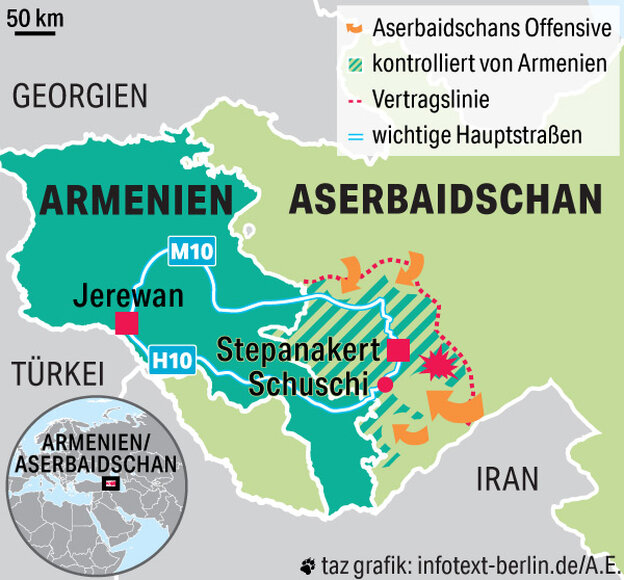 50 km
Aserbaidschans Offensive
kontrolliert von Armenien
Vertragslinie
wichtige Hauptstraßen
GEORGIEN
ARMENIEN
ASERBAIDSCHAN
M10
Jerewan
H10
Stepanakert
Schuschi
TÜRKEI
ARMENIEN/
ASERBAIDSCHAN
IRAN
taz grafik: infotext-berlin.de/A.E.